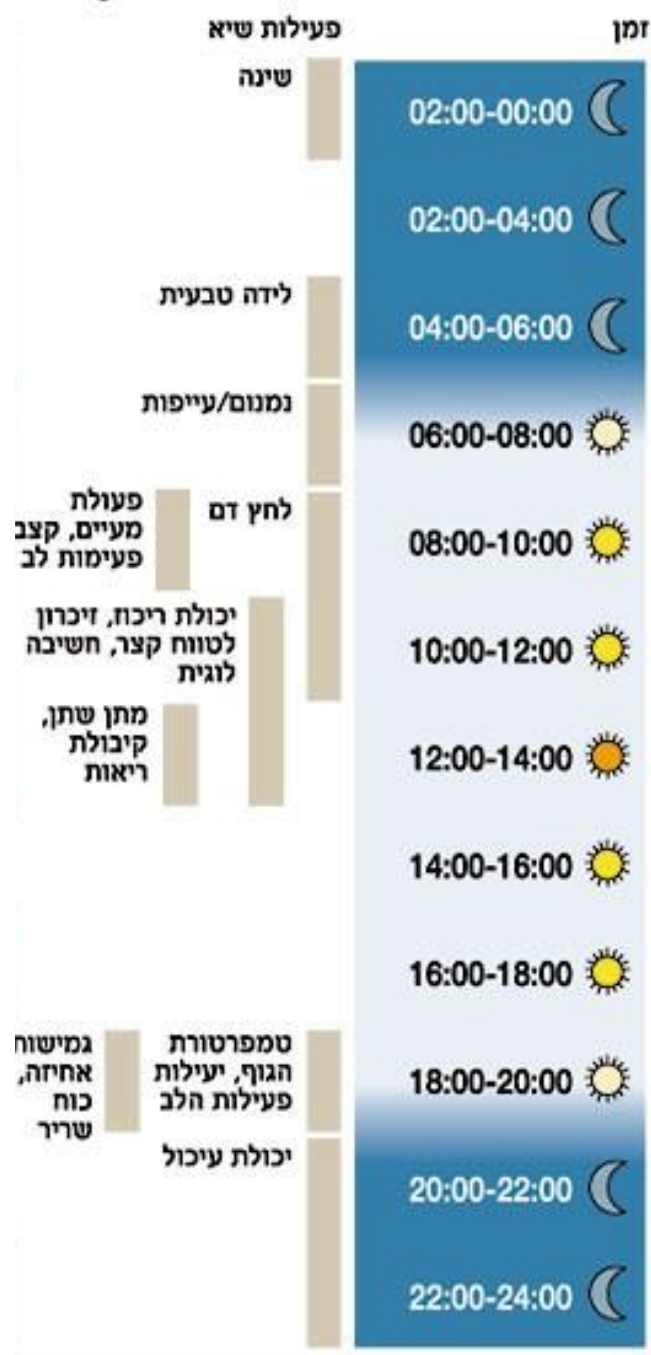 זמן
פעילות שיא
02:00-00:00
שינה
02:00-04:00
04:00-06:00
לידה טבעית
06:00-08:00
נמנום/עייפות
08:00-10:00
לחץ דם
פעולת
מעיים, קצב
פעימות לב
10:00-12:00
יכולת ריכוז, זיכרון
לטווח קצר, חשיבה
לוגית
12:00-14:00
מתן שתן,
קיבולת
ריאות
14:00-16:00
16:00-18:00
18:00-20:00
טמפרטורת
הגוף, יעילות
פעילות הלב
גמישות
אחיזה,
כוח
שריר
20:00-22:00
יכולת עיכול
22:00-24:00